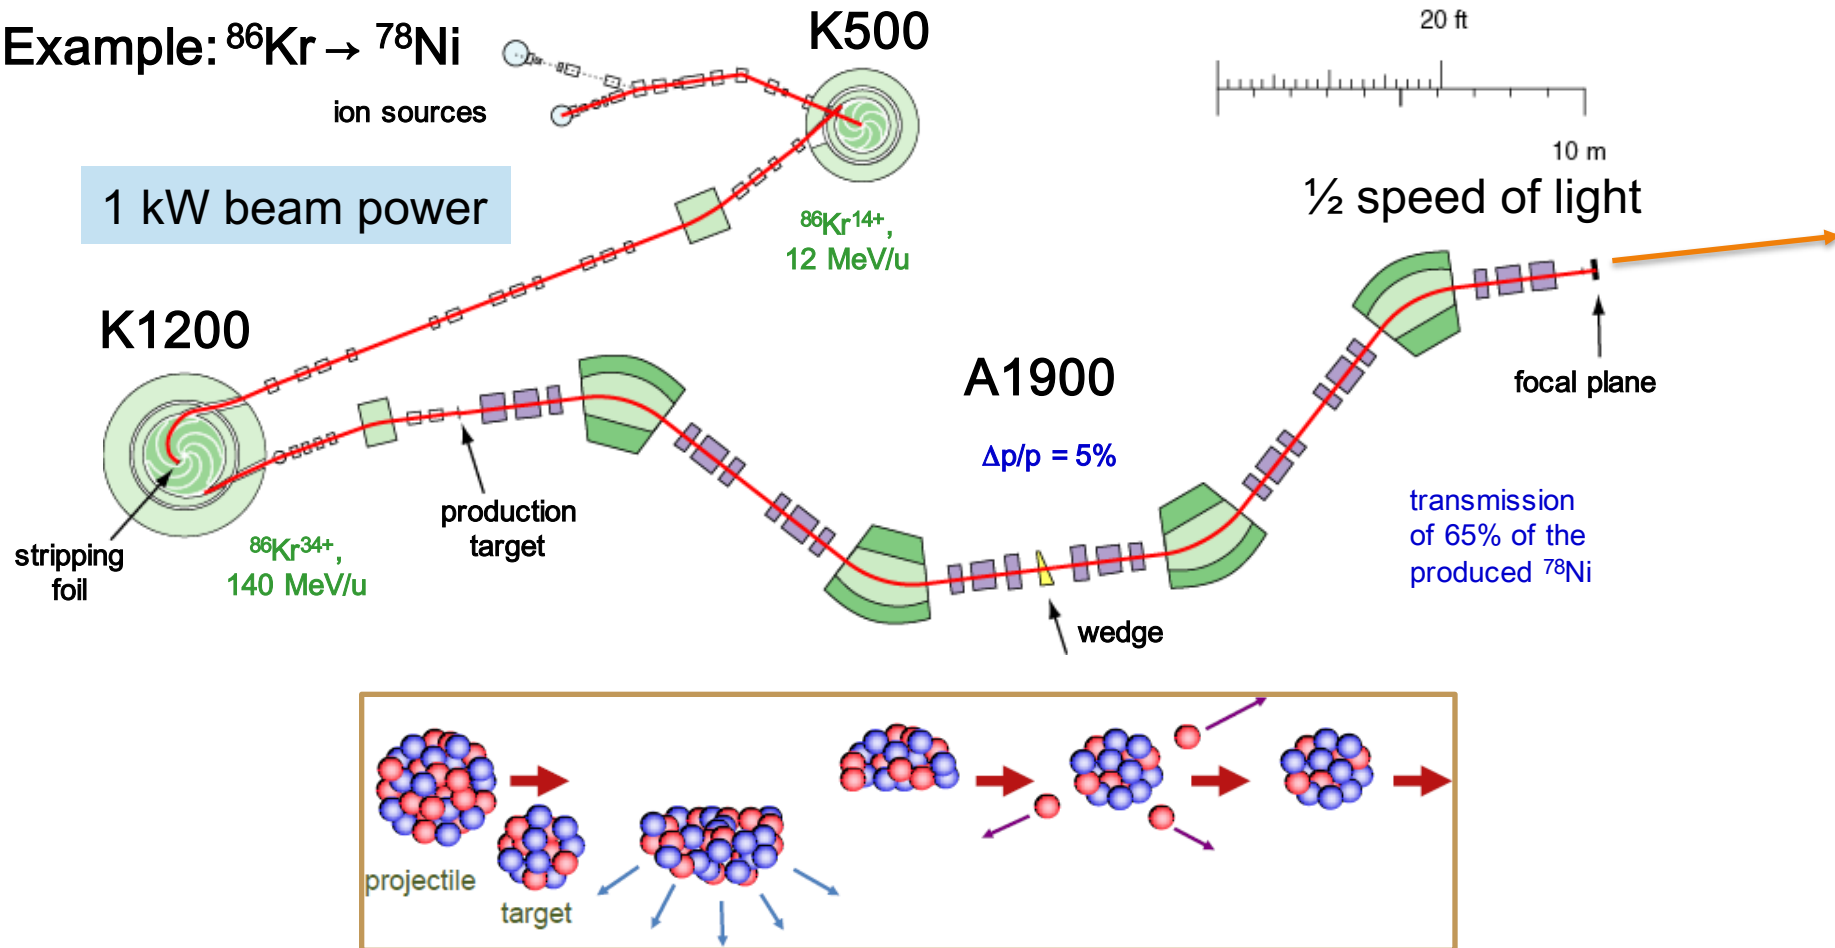 Example: ⁸⁶Kr → ⁷⁸Ni
K500
20 ft
ion sources
10 m
1 kW beam power
½ speed of light
⁸⁶Kr¹⁴⁺,
12 MeV/u
K1200
A1900
focal plane
Δp/p = 5%
production
target
transmission
of 65% of the
produced ⁷⁸Ni
stripping
foil
⁸⁶Kr³⁴⁺,
140 MeV/u
wedge
projectile
target